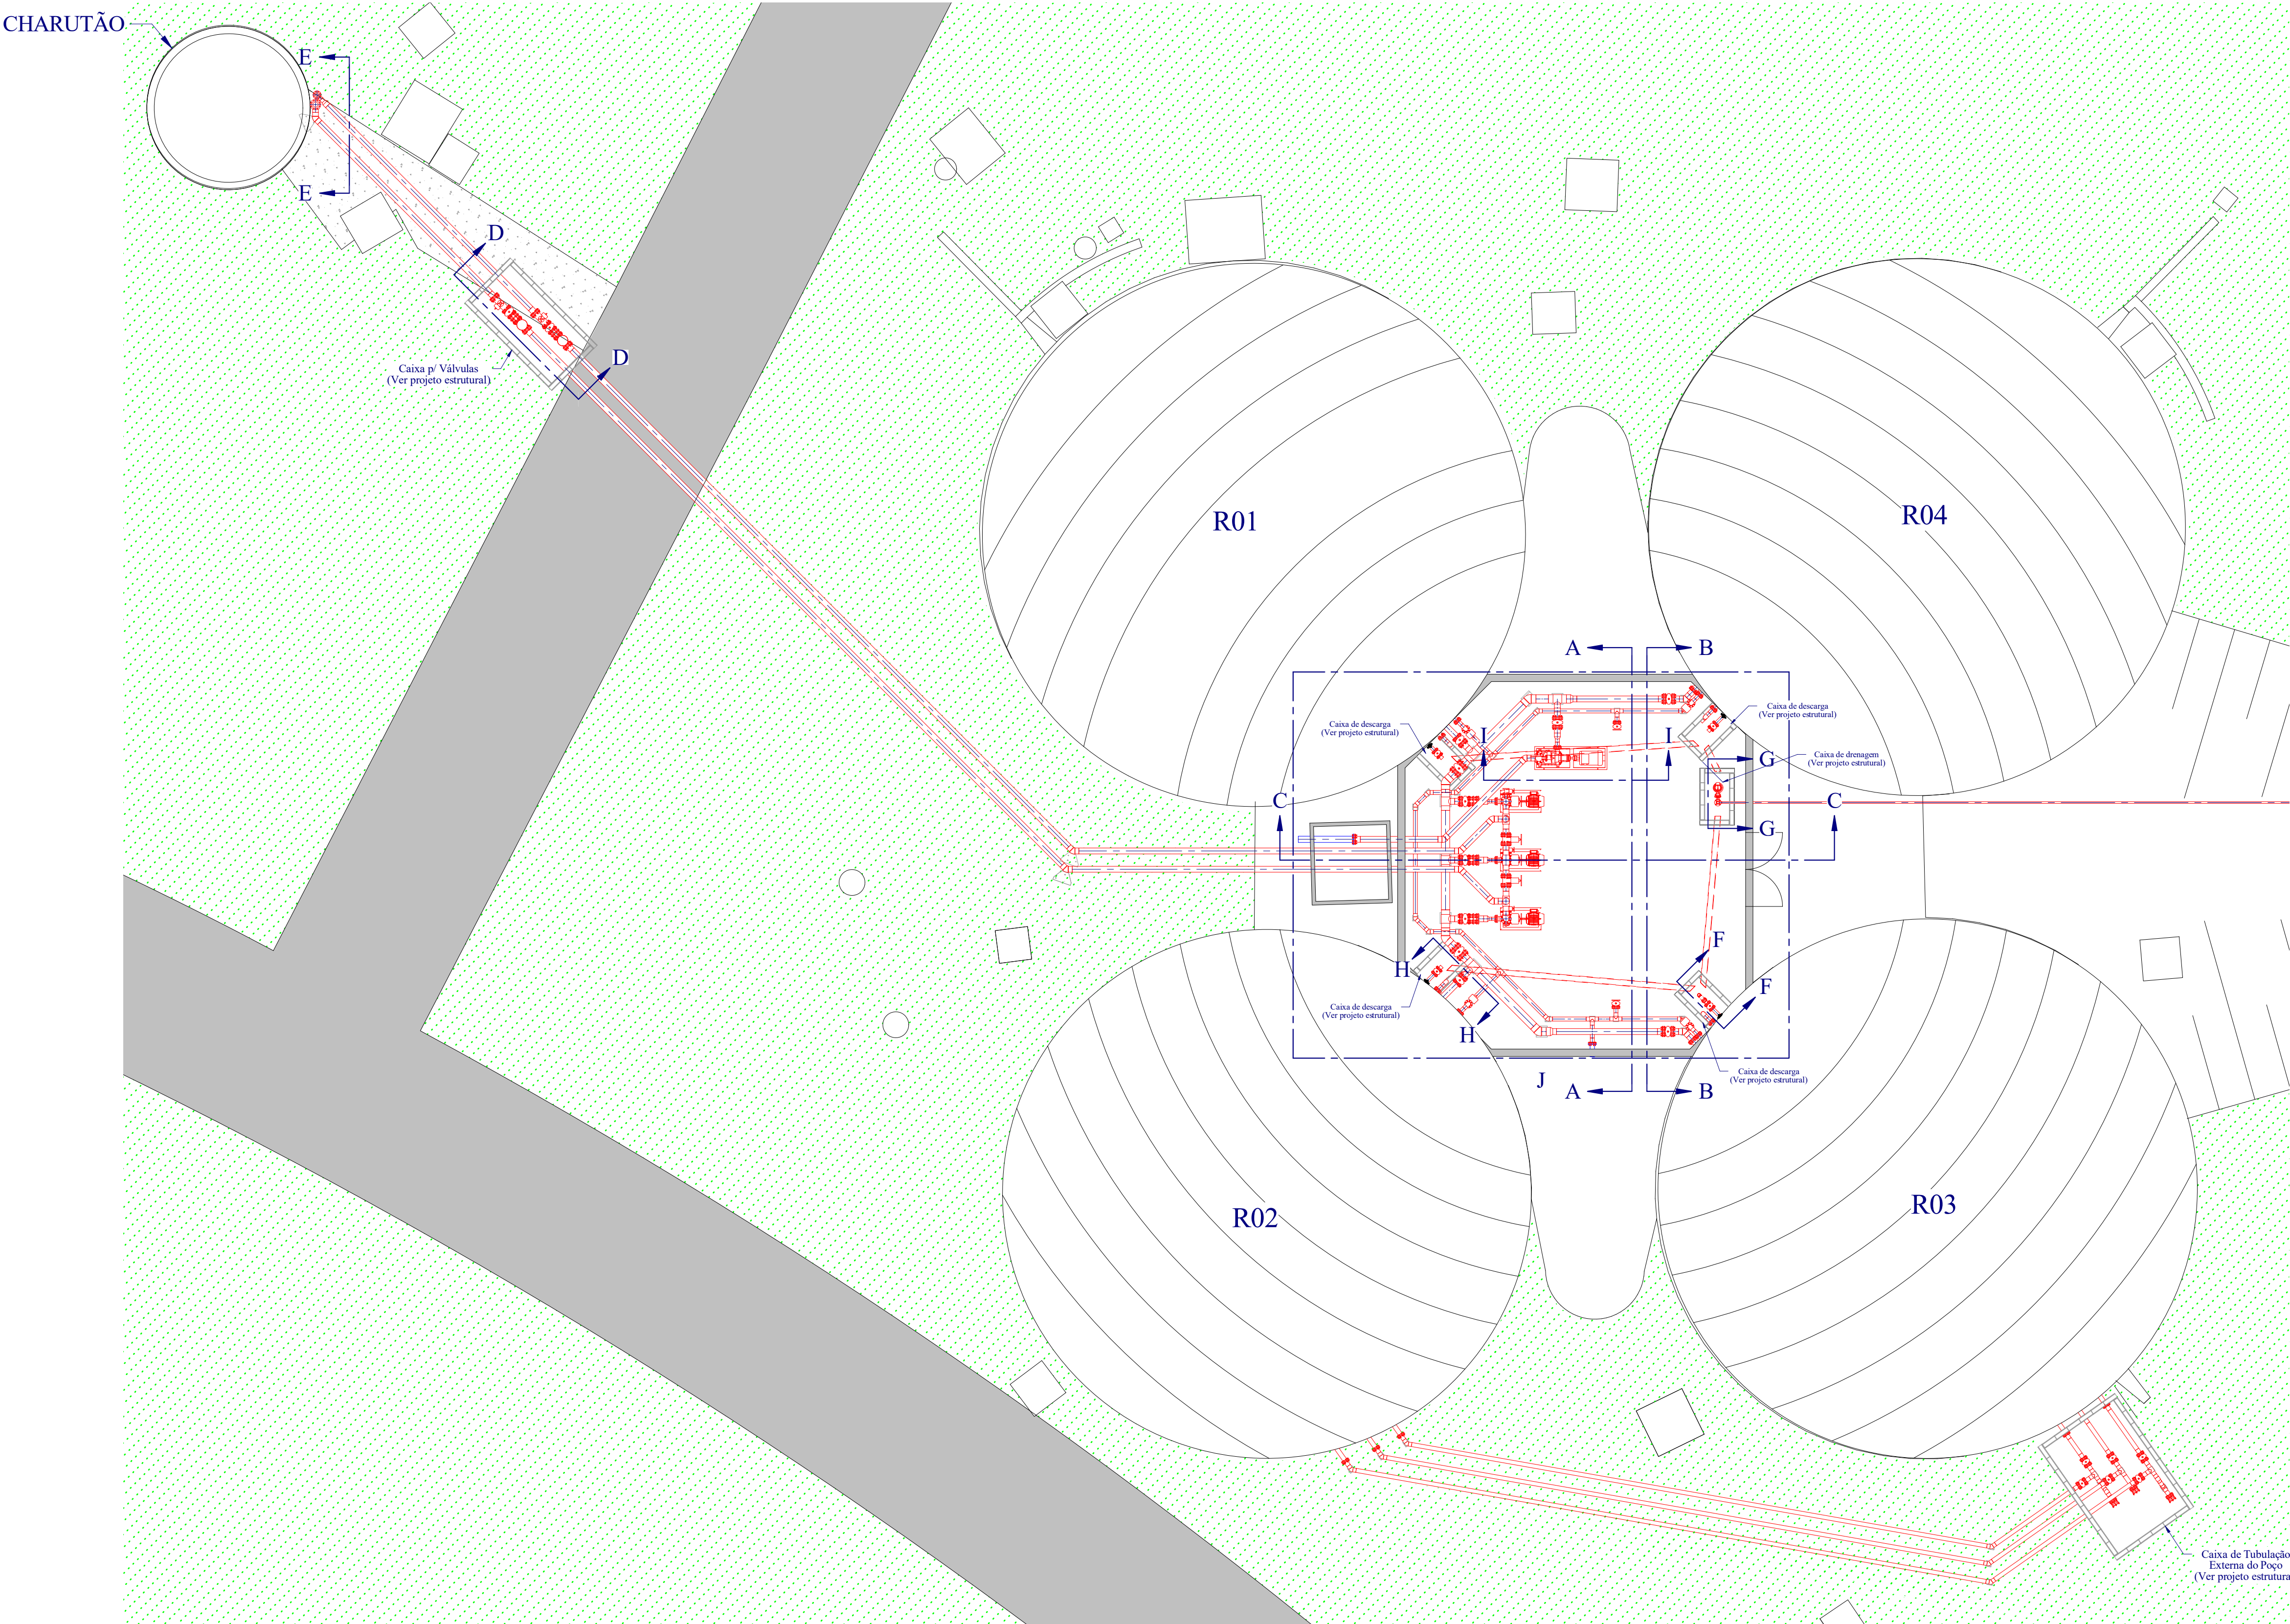 CHARUTÃO
E
E
D
D
Caixa p/ Válvulas
(Ver projeto estrutural)
R01
R04
A
B
Caixa de descarga
(Ver projeto estrutural)
Caixa de descarga
(Ver projeto estrutural)
I
I
Caixa de drenagem
(Ver projeto estrutural)
G
C
C
G
F
H
F
Caixa de descarga
(Ver projeto estrutural)
H
Caixa de descarga
(Ver projeto estrutural)
J
A
B
R02
R03
Caixa de Tubulação
Externa do Poço
(Ver projeto estrutura